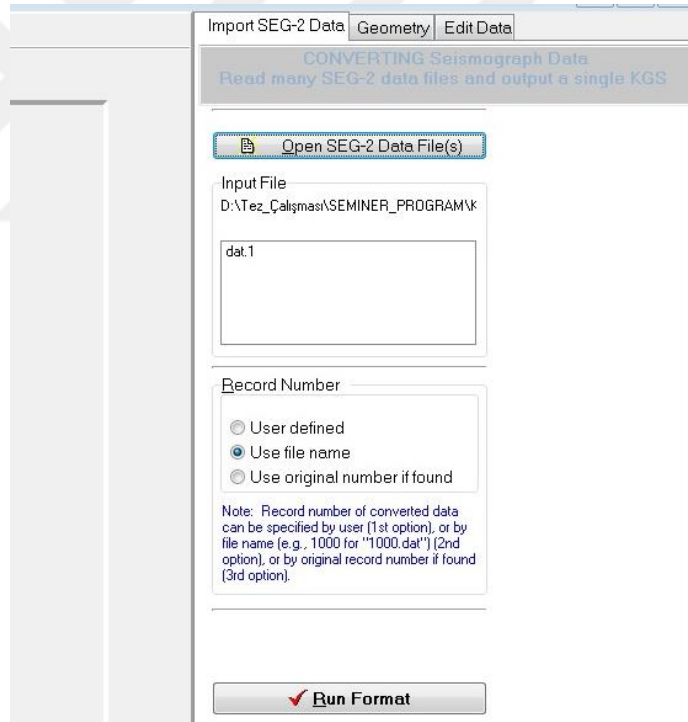 Import SEG-2 Data Geometry Edit Data
CONVERTING Seismograph Data
Read many SEG-2 data files and output a single KGS
Open SEG-2 Data File(s)
Input File
D:\Tez_Çalışması\SEMINER_PROGRAM\K
dat.1
Record Number
User defined
Use file name
Use original number if found
Note: Record number of converted data
can be specified by user (1st option), or by
file name (e.g., 1000 for "1000.dat") (2nd
option), or by original record number if found
(3rd option).
Run Format